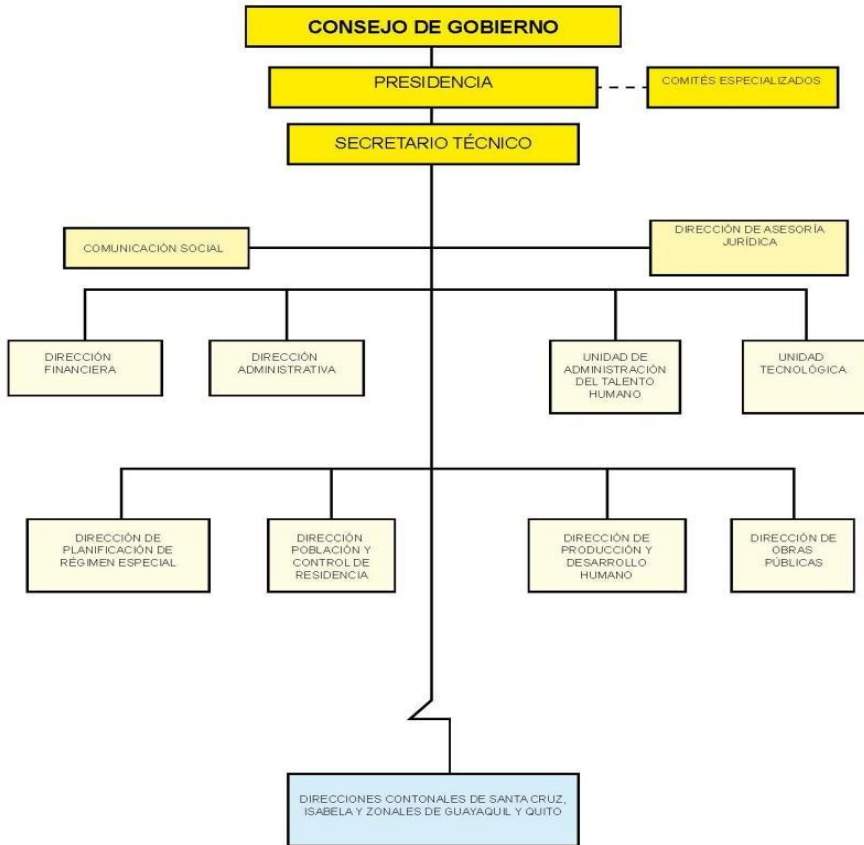 CONSEJO DE GOBIERNO
PRESIDENCIA
COMITÉS ESPECIALIZADOS
SECRETARIO TÉCNICO
COMUNICACIÓN SOCIAL
DIRECCIÓN DE ASESORÍA
JURÍDICA
DIRECCIÓN
FINANCIERA
DIRECCIÓN
ADMINISTRATIVA
UNIDAD DE
ADMINISTRACIÓN
DEL TALENTO
HUMANO
UNIDAD
TECNOLÓGICA
DIRECCIÓN DE
PLANIFICACIÓN DE
RÉGIMEN ESPECIAL
DIRECCIÓN
POBLACIÓN Y
CONTROL DE
RESIDENCIA
DIRECCIÓN DE
PRODUCCIÓN Y
DESARROLLO
HUMANO
DIRECCIÓN DE
OBRAS
PÚBLICAS
DIRECCIONES CONTONALES DE SANTA CRUZ,
ISABELA Y ZONALES DE GUAYAQUIL Y QUITO